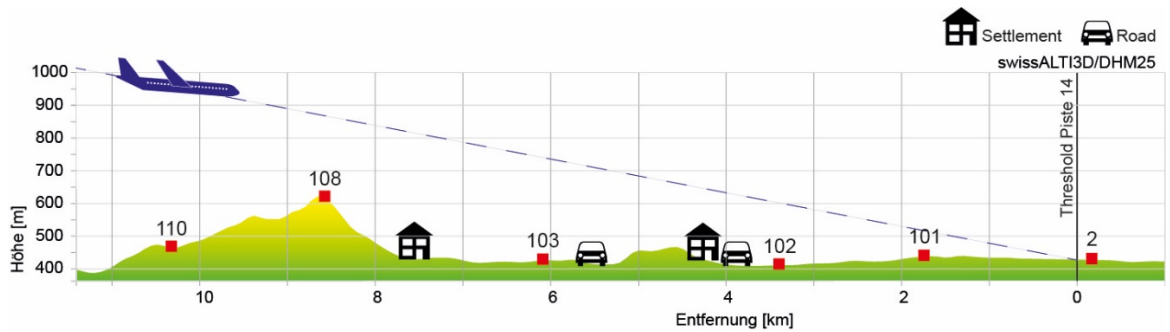 Settlement Road
swissALTI3D/DHM25
Höhe [m]
1000
900
800
700
600
500
400
110
108
103
102
101
2
Threshold Piste 14
10 8 6 4 2 0
Entfernung [km]